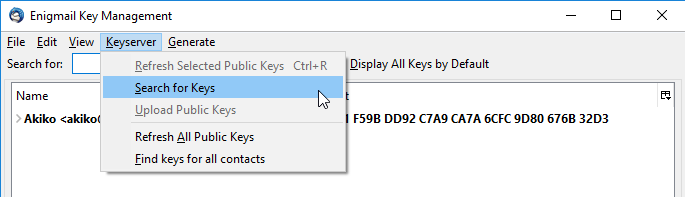 Enigmail Key Management
File Edit View Keyserver Generate
Search for: Display All Keys by Default
Refresh Selected Public Keys Ctrl+R
Search for Keys
Upload Public Keys
Refresh All Public Keys
Find keys for all contacts
Name
Akiko <akiko F59B DD92 C7A9 CA7A 6CFC 9D80 676B 32D3